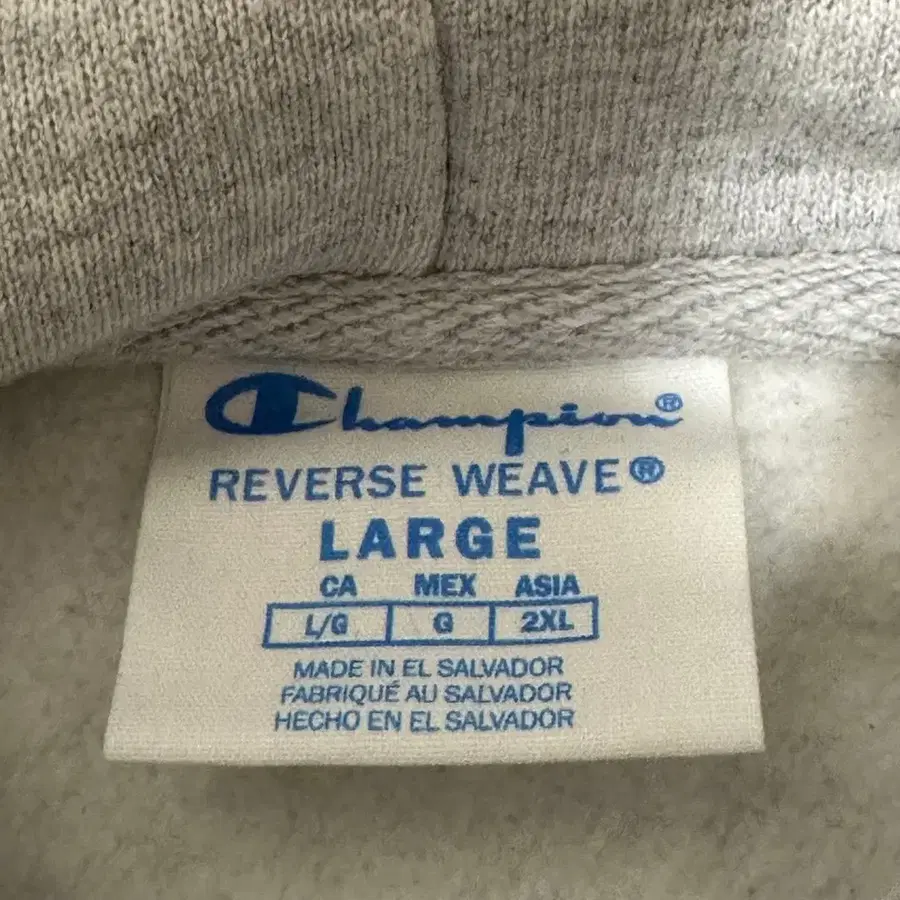 Champion®
REVERSE WEAVE®
LARGE
CA MEX ASIA
L/G G 2XL
MADE IN EL SALVADOR
FABRIQUÉ AU SALVADOR
HECHO EN EL SALVADOR